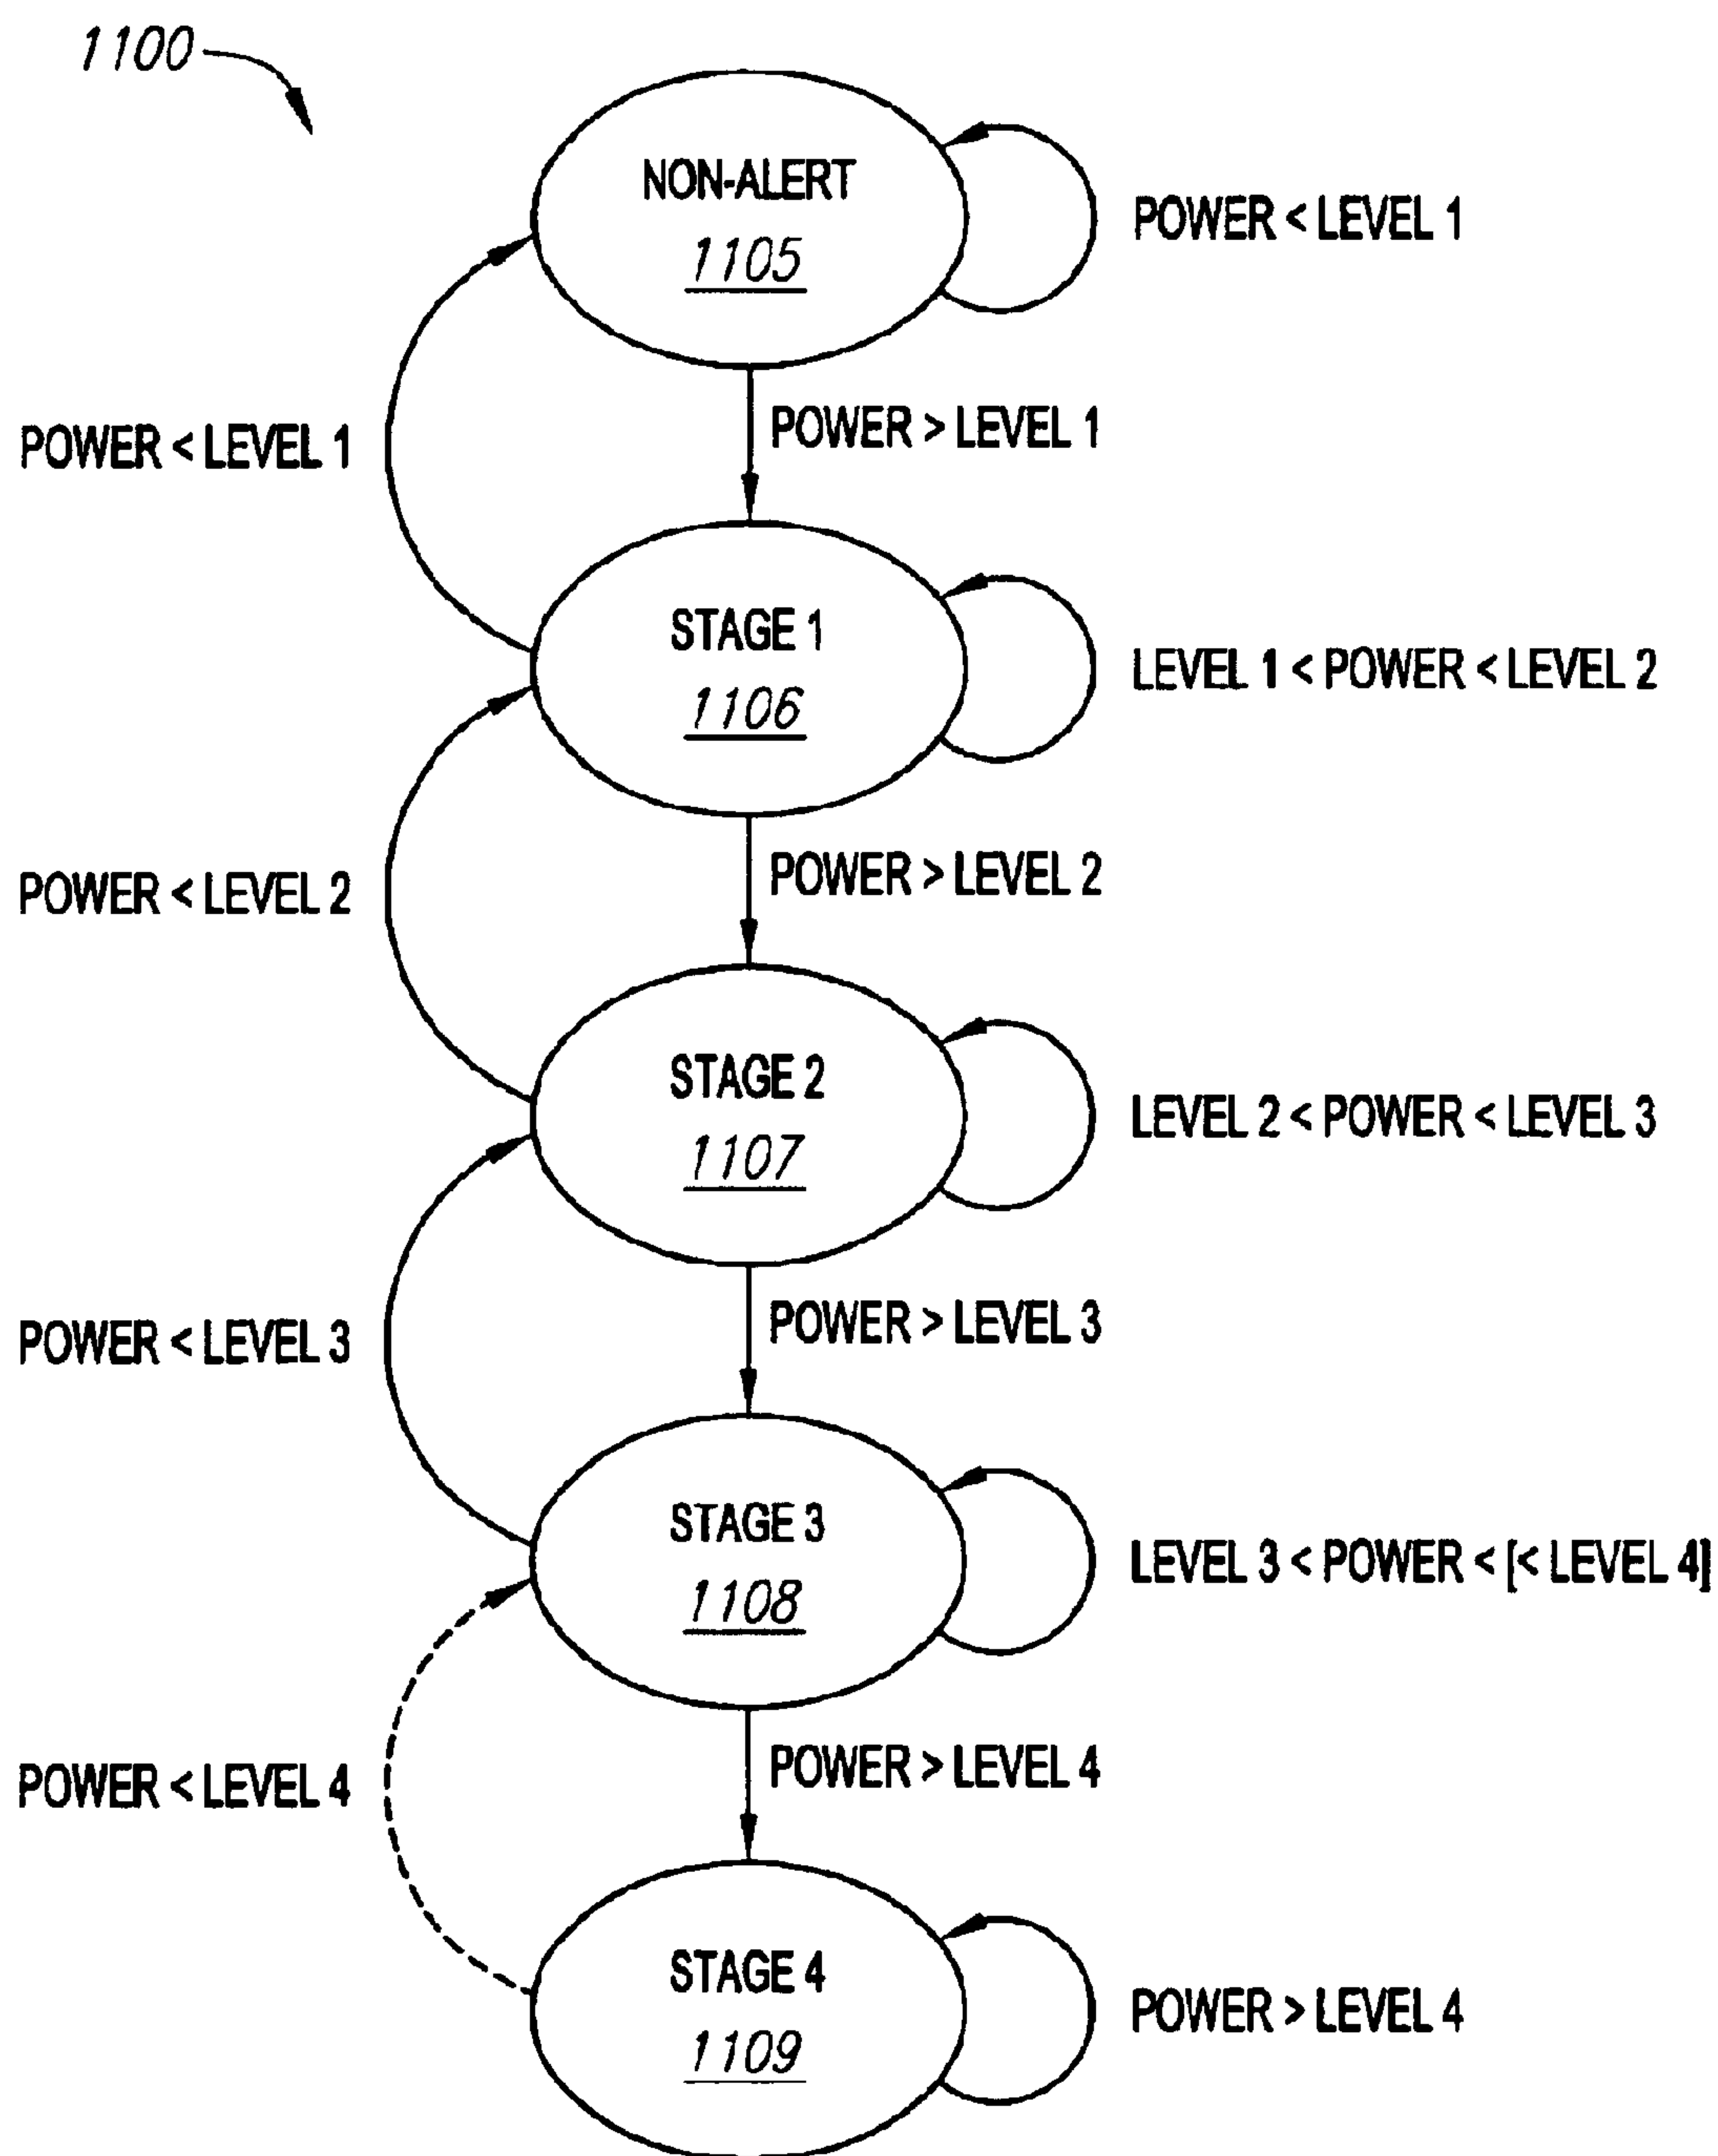 1100
NON-ALERT
1105
POWER < LEVEL 1
POWER < LEVEL 1
POWER > LEVEL 1
STAGE 1
1106
LEVEL 1 < POWER < LEVEL 2
POWER < LEVEL 2
POWER > LEVEL 2
STAGE 2
1107
LEVEL 2 < POWER < LEVEL 3
POWER < LEVEL 3
POWER > LEVEL 3
STAGE 3
1108
LEVEL 3 < POWER < [< LEVEL 4]
POWER < LEVEL 4
POWER > LEVEL 4
STAGE 4
1109
POWER > LEVEL 4